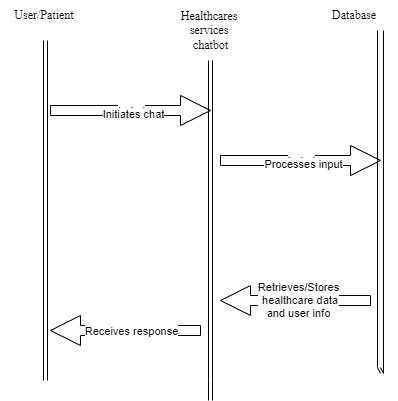 User/Patient
Healthcares
services
chatbot
Database
Initiates chat
Processes input
Retrieves/Stores
healthcare data
and user info
Receives response